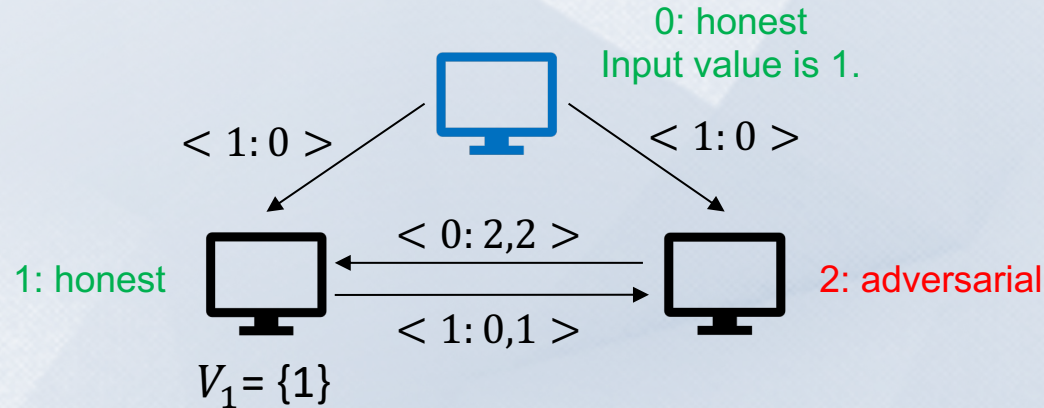 0: honest
Input value is 1.
< 1: 0 >
< 1: 0 >
< 0: 2,2 >
1: honest
2: adversarial
< 1: 0,1 >
V₁= {1}